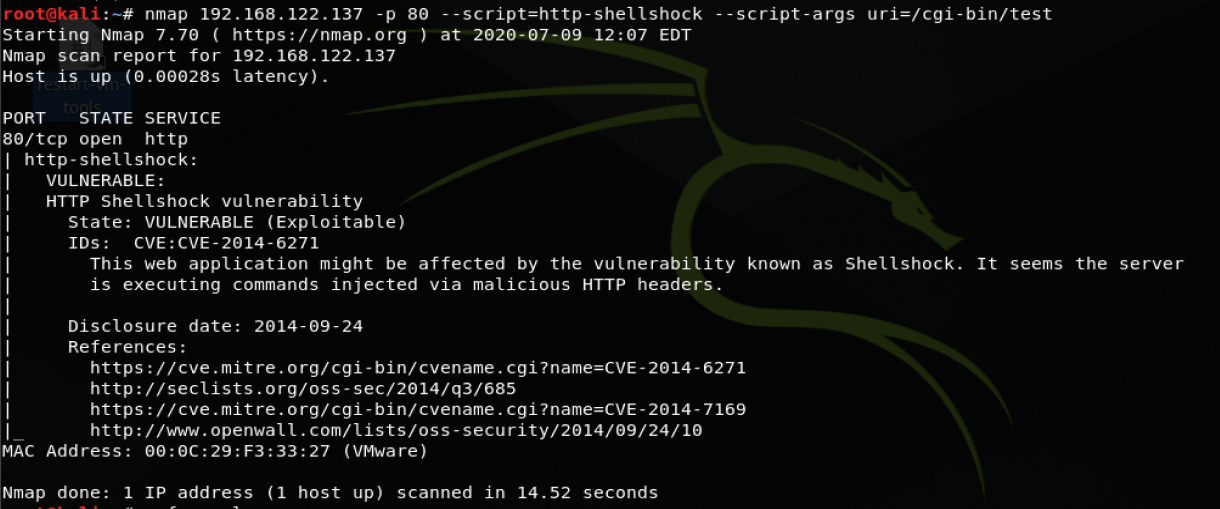 root@kali:~# nmap 192.168.122.137 -p 80 --script=http-shellshock --script-args uri=/cgi-bin/test
Starting Nmap 7.70 ( https://nmap.org ) at 2020-07-09 12:07 EDT
Nmap scan report for 192.168.122.137
Host is up (0.00028s latency).
restart-vm-
tools
PORT   STATE SERVICE
80/tcp open  http
| http-shellshock:
|   VULNERABLE:
|   HTTP Shellshock vulnerability
|     State: VULNERABLE (Exploitable)
|     IDs:  CVE:CVE-2014-6271
|       This web application might be affected by the vulnerability known as Shellshock. It seems the server
|       is executing commands injected via malicious HTTP headers.
|
|     Disclosure date: 2014-09-24
|     References:
|       https://cve.mitre.org/cgi-bin/cvename.cgi?name=CVE-2014-6271
|       http://seclists.org/oss-sec/2014/q3/685
|       https://cve.mitre.org/cgi-bin/cvename.cgi?name=CVE-2014-7169
|_      http://www.openwall.com/lists/oss-security/2014/09/24/10
MAC Address: 00:0C:29:F3:33:27 (VMware)
Nmap done: 1 IP address (1 host up) scanned in 14.52 seconds